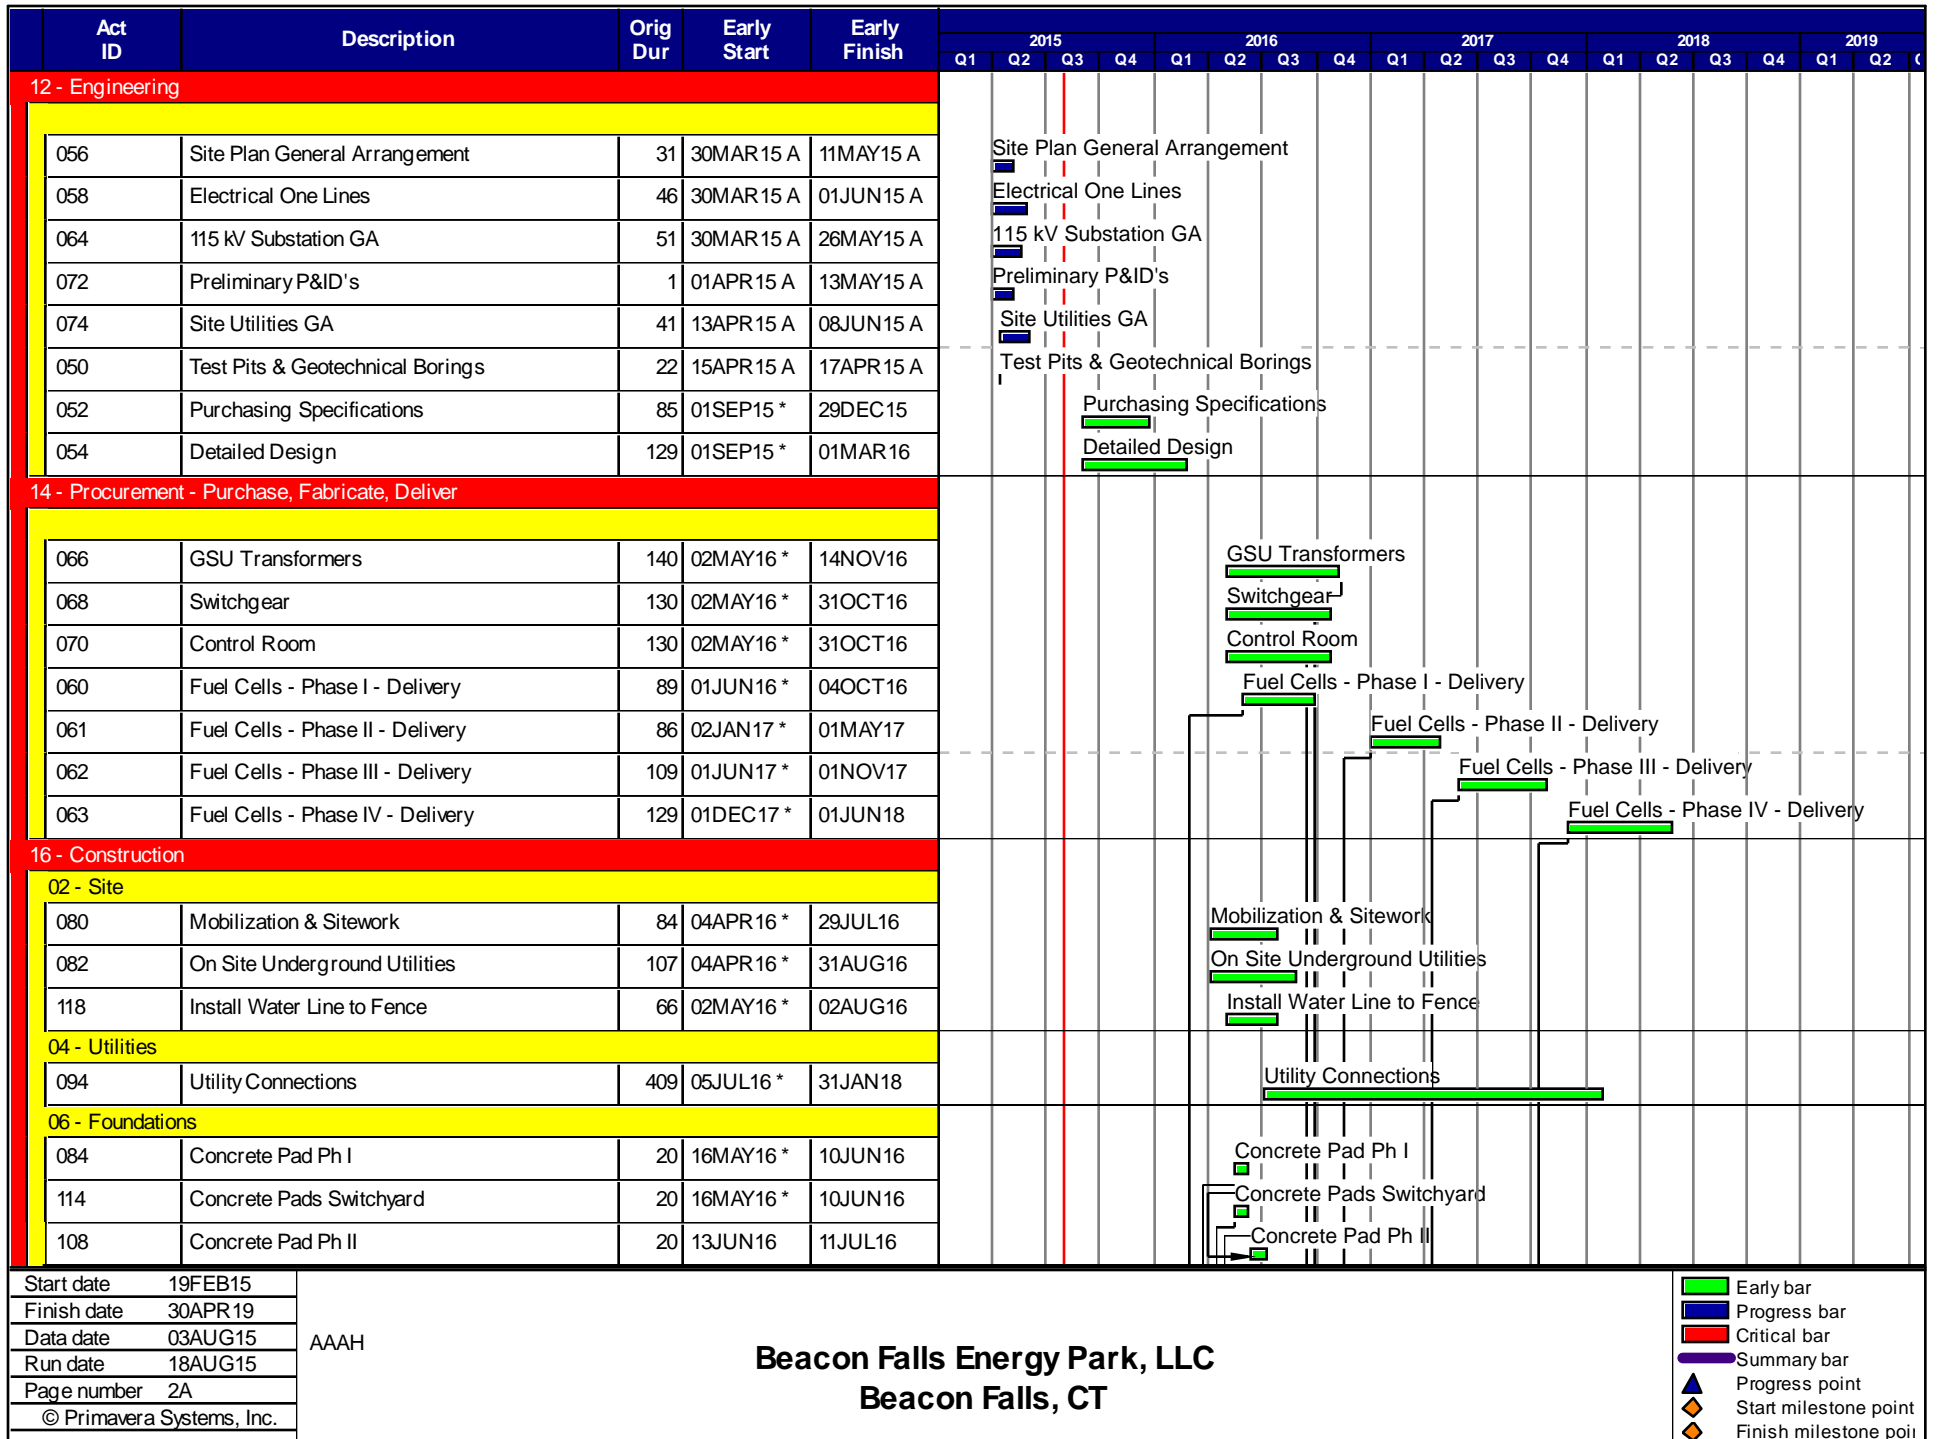 Act ID Description Orig Dur Early Start Early Finish
2015 2016 2017 2018 2019
Q1 Q2 Q3 Q4 Q1 Q2 Q3 Q4 Q1 Q2 Q3 Q4 Q1 Q2 Q3 Q4 Q1 Q2
12 - Engineering
056 Site Plan General Arrangement 31 30MAR15 A 11MAY15 A Site Plan General Arrangement
058 Electrical One Lines 46 30MAR15 A 01JUN15 A Electrical One Lines
064 115 kV Substation GA 51 30MAR15 A 26MAY15 A 115 kV Substation GA
072 Preliminary P&ID's 1 01APR15 A 13MAY15 A Preliminary P&ID's
074 Site Utilities GA 41 13APR15 A 08JUN15 A Site Utilities GA
050 Test Pits & Geotechnical Borings 22 15APR15 A 17APR15 A Test Pits & Geotechnical Borings
052 Purchasing Specifications 85 01SEP15 * 29DEC15 Purchasing Specifications
054 Detailed Design 129 01SEP15 * 01MAR16 Detailed Design
14 - Procurement - Purchase, Fabricate, Deliver
066 GSU Transformers 140 02MAY16 * 14NOV16 GSU Transformers
068 Switchgear 130 02MAY16 * 31OCT16 Switchgear
070 Control Room 130 02MAY16 * 31OCT16 Control Room
060 Fuel Cells - Phase I - Delivery 89 01JUN16 * 04OCT16 Fuel Cells - Phase I - Delivery
061 Fuel Cells - Phase II - Delivery 86 02JAN17 * 01MAY17 Fuel Cells - Phase II - Delivery
062 Fuel Cells - Phase III - Delivery 109 01JUN17 * 01NOV17 Fuel Cells - Phase III - Delivery
063 Fuel Cells - Phase IV - Delivery 129 01DEC17 * 01JUN18 Fuel Cells - Phase IV - Delivery
16 - Construction
02 - Site
080 Mobilization & Sitework 84 04APR16 * 29JUL16 Mobilization & Sitework
082 On Site Underground Utilities 107 04APR16 * 31AUG16 On Site Underground Utilities
118 Install Water Line to Fence 66 02MAY16 * 02AUG16 Install Water Line to Fence
04 - Utilities
094 Utility Connections 409 05JUL16 * 31JAN18 Utility Connections
06 - Foundations
084 Concrete Pad Ph I 20 16MAY16 * 10JUN16 Concrete Pad Ph I
114 Concrete Pads Switchyard 20 16MAY16 * 10JUN16 Concrete Pads Switchyard
108 Concrete Pad Ph II 20 13JUN16 11JUL16 Concrete Pad Ph II
Start date 19FEB15
Finish date 30APR19
Data date 03AUG15
Run date 18AUG15
Page number 2A
© Primavera Systems, Inc.
AAAH
Beacon Falls Energy Park, LLC
Beacon Falls, CT
Early bar
Progress bar
Critical bar
Summary bar
Progress point
Start milestone point
Finish milestone poi